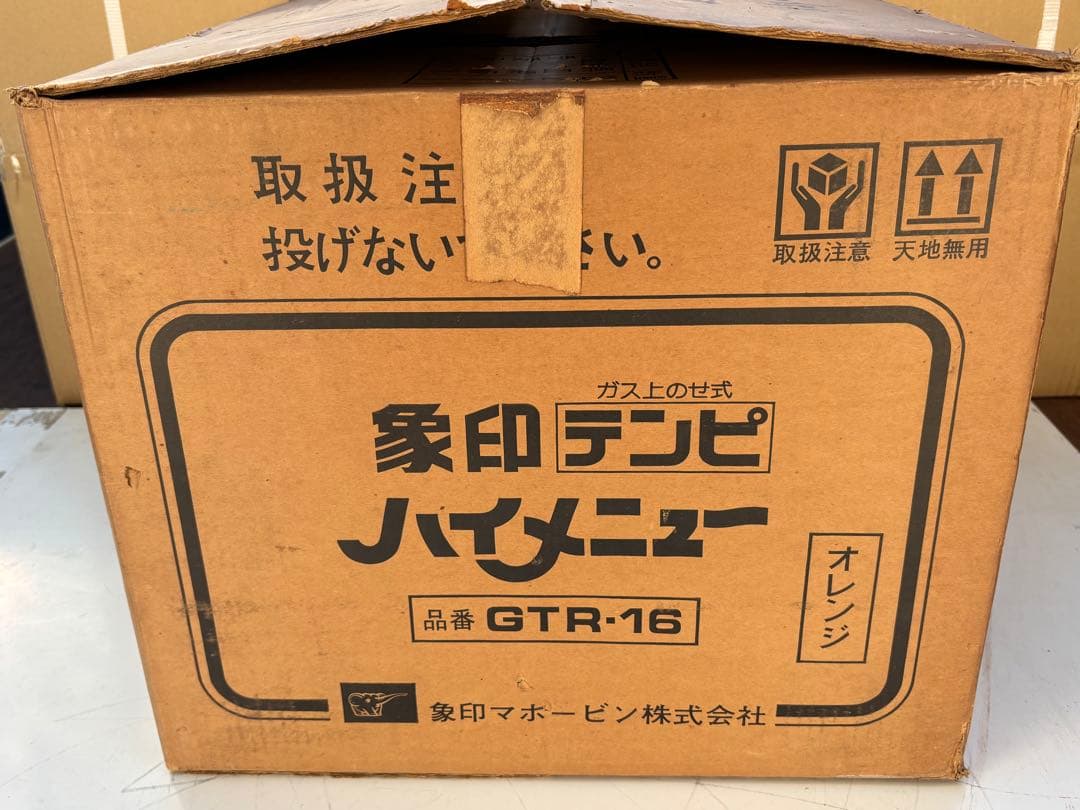 取扱注
投げないで さい。
取扱注意
天地無用
ガス上のせ式
象印 テンピ
ハイメニュー
品番 GTR-16
オレンジ
象印マホービン株式会社